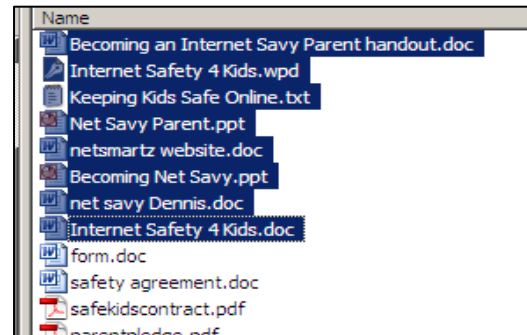 Name
Becoming an Internet Savy Parent handout.doc
Internet Safety 4 Kids.wpd
Keeping Kids Safe Online.txt
Net Savy Parent.ppt
netsmartz website.doc
Becoming Net Savy.ppt
net savy Dennis.doc
Internet Safety 4 Kids.doc
form.doc
safety agreement.doc
safekidscontract.pdf
parentpledge.pdf